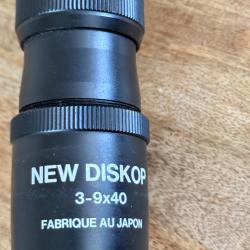 NEW DISKOP
3-9x40
FABRIQUE AU JAPON